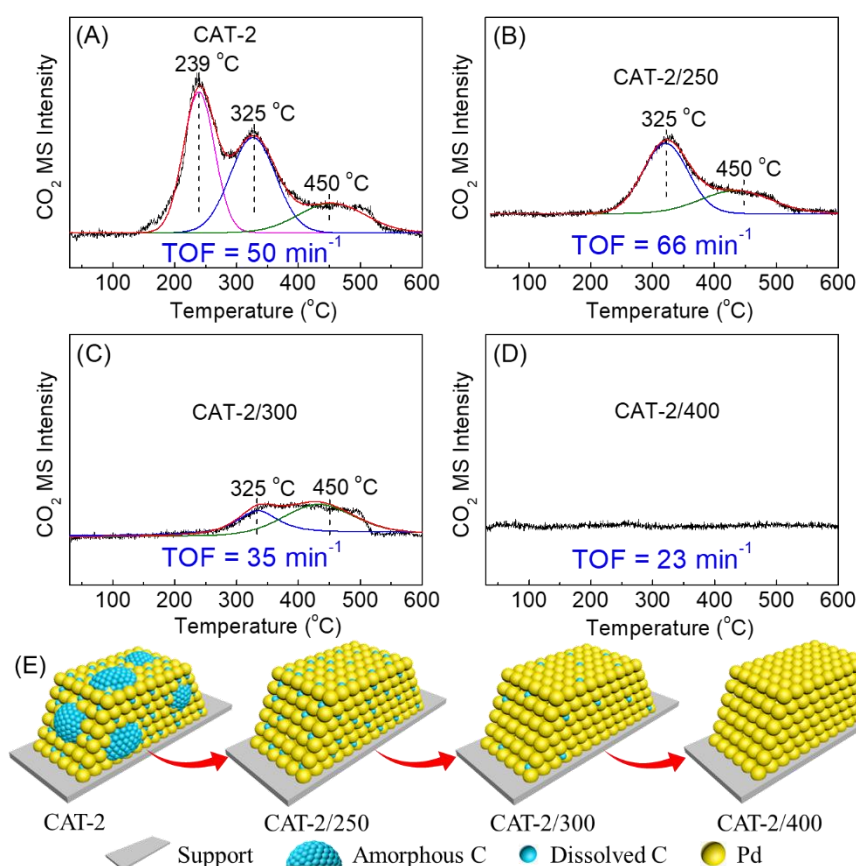 (A)
CAT-2
239 °C
325 °C
450 °C
TOF = 50 min⁻¹
CO₂ MS Intensity
100 200 300 400 500 600
Temperature (°C)
(B)
CAT-2/250
325 °C
450 °C
TOF = 66 min⁻¹
CO₂ MS Intensity
100 200 300 400 500 600
Temperature (°C)
(C)
CAT-2/300
325 °C 450 °C
TOF = 35 min⁻¹
CO₂ MS Intensity
100 200 300 400 500 600
Temperature (°C)
(D)
CAT-2/400
TOF = 23 min⁻¹
CO₂ MS Intensity
100 200 300 400 500 600
Temperature (°C)
(E)
CAT-2 CAT-2/250 CAT-2/300 CAT-2/400
Support Amorphous C Dissolved C Pd